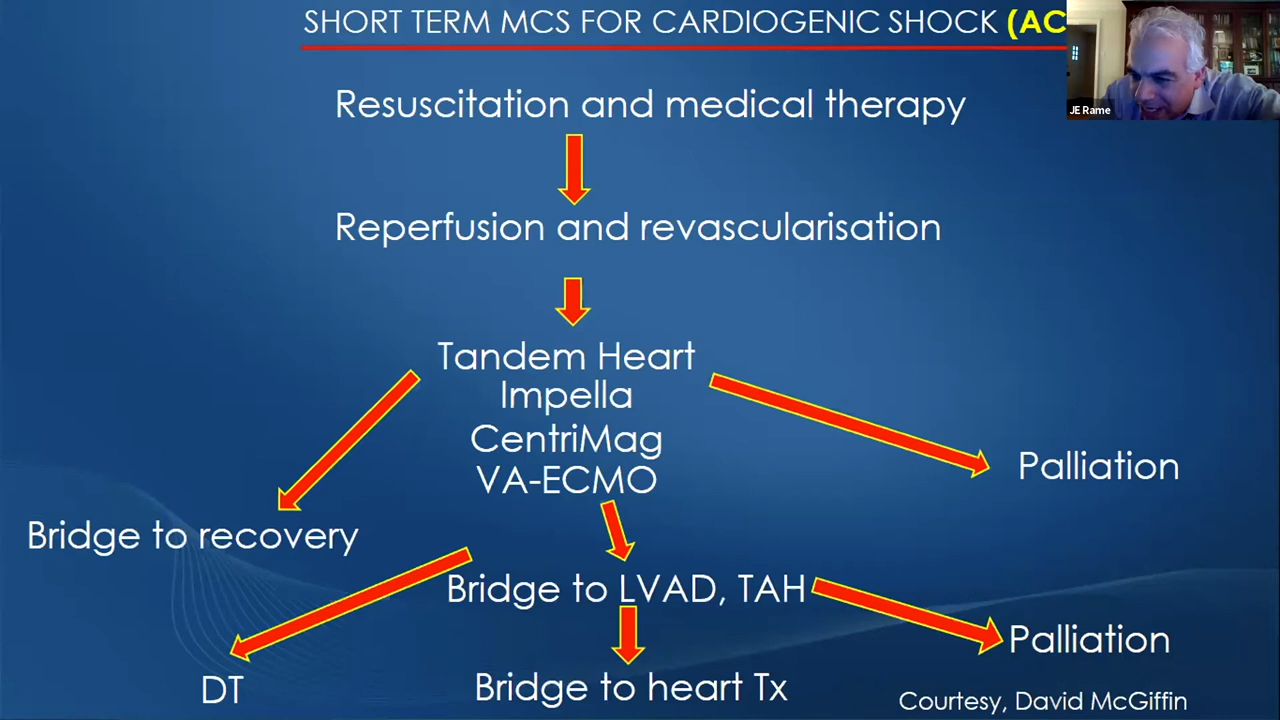 SHORT TERM MCS FOR CARDIOGENIC SHOCK (AC
JE Rame
Resuscitation and medical therapy
Reperfusion and revascularisation
Tandem Heart
Impella
CentriMag
VA-ECMO
Palliation
Bridge to recovery
Bridge to LVAD, TAH
Palliation
DT
Bridge to heart Tx
Courtesy, David McGiffin